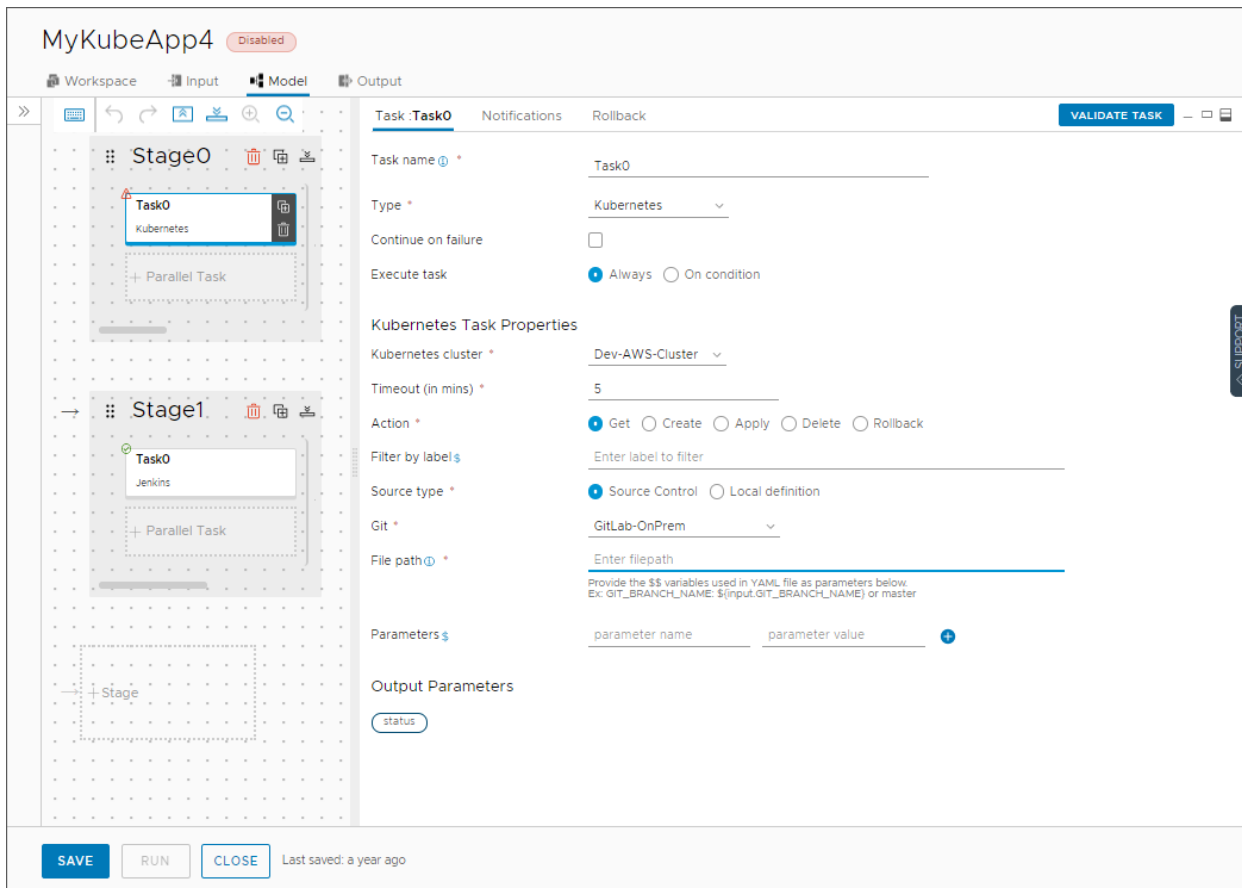 MyKubeApp4 Disabled
Workspace Input Model Output
Task :Task0 Notifications Rollback VALIDATE TASK
Stage0
Task0
Kubernetes
+ Parallel Task
Stage1
Task0
Jenkins
+ Parallel Task
+ Stage
Task name *
Task0
Type *
Kubernetes
Continue on failure
Execute task
Always On condition
Kubernetes Task Properties
Kubernetes cluster *
Dev-AWS-Cluster
Timeout (in mins) *
5
Action *
Get Create Apply Delete Rollback
Filter by label $
Enter label to filter
Source type *
Source Control Local definition
Git *
GitLab-OnPrem
File path *
Enter filepath
Provide the $$ variables used in YAML file as parameters below.
Ex: GIT_BRANCH_NAME: ${input.GIT_BRANCH_NAME} or master
Parameters $
parameter name parameter value
Output Parameters
status
SUPPORT
SAVE RUN CLOSE Last saved: a year ago